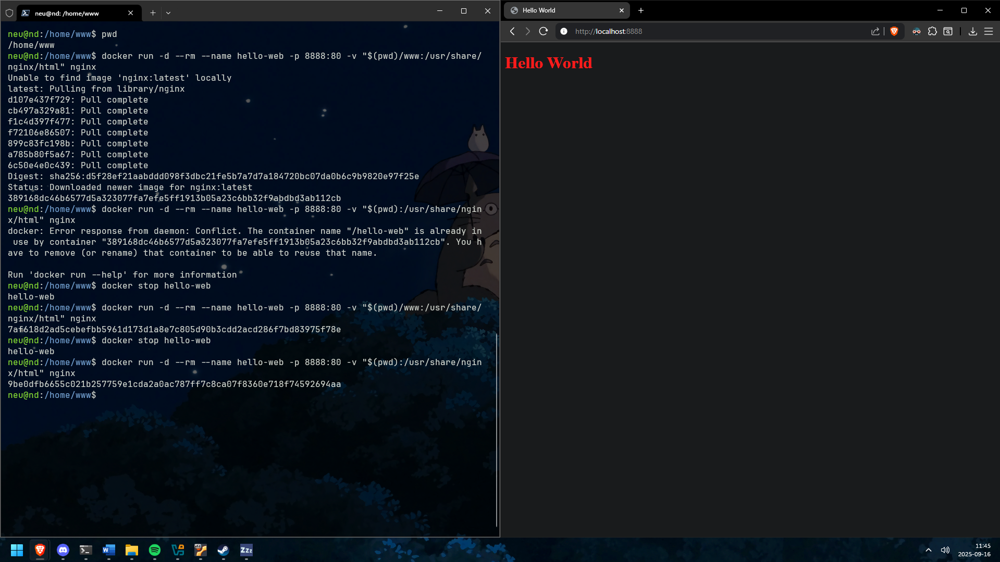 neu@nd: /home/www
neu@nd:/home/www$ pwd
/home/www
neu@nd:/home/www$ docker run -d --rm --name hello-web -p 8888:80 -v "$(pwd)/www:/usr/share/
nginx/html" nginx
Unable to find image 'nginx:latest' locally
latest: Pulling from library/nginx
d107e437f729: Pull complete
cb497a329a81: Pull complete
f1c4d397f477: Pull complete
f72106e86507: Pull complete
899c83fc198b: Pull complete
a785b80f5a67: Pull complete
6c50e4e0c439: Pull complete
Digest: sha256:d5f28ef21aabddd098f3dbc21fe5b7a7d7a184720bc07da0b6c9b9820e97f25e
Status: Downloaded newer image for nginx:latest
389168dc46b6577d5a323077fa7efe5ff1913b05a23c6bb32f9abdbd3ab112cb
neu@nd:/home/www$ docker run -d --rm --name hello-web -p 8888:80 -v "$(pwd):/usr/share/ngin
x/html" nginx
docker: Error response from daemon: Conflict. The container name "/hello-web" is already in
 use by container "389168dc46b6577d5a323077fa7efe5ff1913b05a23c6bb32f9abdbd3ab112cb". You h
ave to remove (or rename) that container to be able to reuse that name.
Run 'docker run --help' for more information
neu@nd:/home/www$ docker stop hello-web
hello-web
neu@nd:/home/www$ docker run -d --rm --name hello-web -p 8888:80 -v "$(pwd)/www:/usr/share/
nginx/html" nginx
7af618d2ad5cebefbb5961d173d1a8e7c805d90b3cdd2acd286f7bd83975f78e
neu@nd:/home/www$ docker stop hello-web
hello-web
neu@nd:/home/www$ docker run -d --rm --name hello-web -p 8888:80 -v "$(pwd):/usr/share/ngin
x/html" nginx
9be0dfb6655c021b257759e1cda2a0ac787ff7c8ca07f8360e718f74592694aa
neu@nd:/home/www$
Hello World
http://localhost:8888
Hello World
Zzz
11:45
2025-09-16